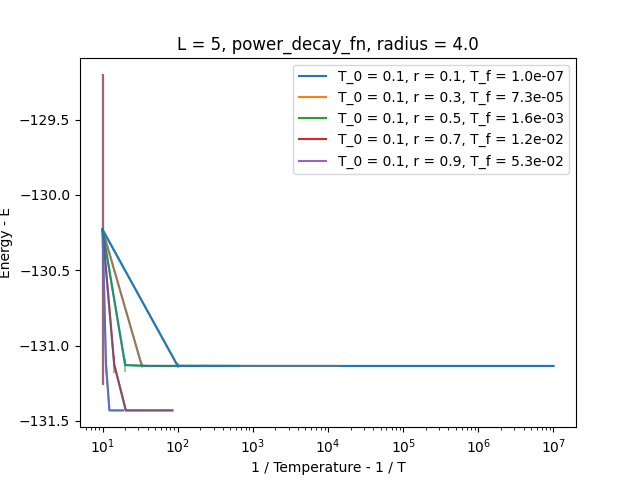 L = 5, power_decay_fn, radius = 4.0
T_0 = 0.1, r = 0.1, T_f = 1.0e-07
T_0 = 0.1, r = 0.3, T_f = 7.3e-05
T_0 = 0.1, r = 0.5, T_f = 1.6e-03
T_0 = 0.1, r = 0.7, T_f = 1.2e-02
T_0 = 0.1, r = 0.9, T_f = 5.3e-02
Energy - E
−129.5
−130.0
−130.5
−131.0
−131.5
10¹ 10² 10³ 10⁴ 10⁵ 10⁶ 10⁷
1 / Temperature - 1 / T